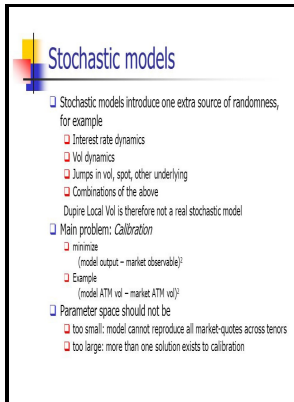 Stochastic models
Stochastic models introduce one extra source of randomness,
for example
Interest rate dynamics
Vol dynamics
Jumps in vol, spot, other underlying
Combinations of the above
Dupire Local Vol is therefore not a real stochastic model
Main problem: Calibration
minimize
(model output – market observable)²
Example
(model ATM vol – market ATM vol)²
Parameter space should not be
too small: model cannot reproduce all market-quotes across tenors
too large: more than one solution exists to calibration